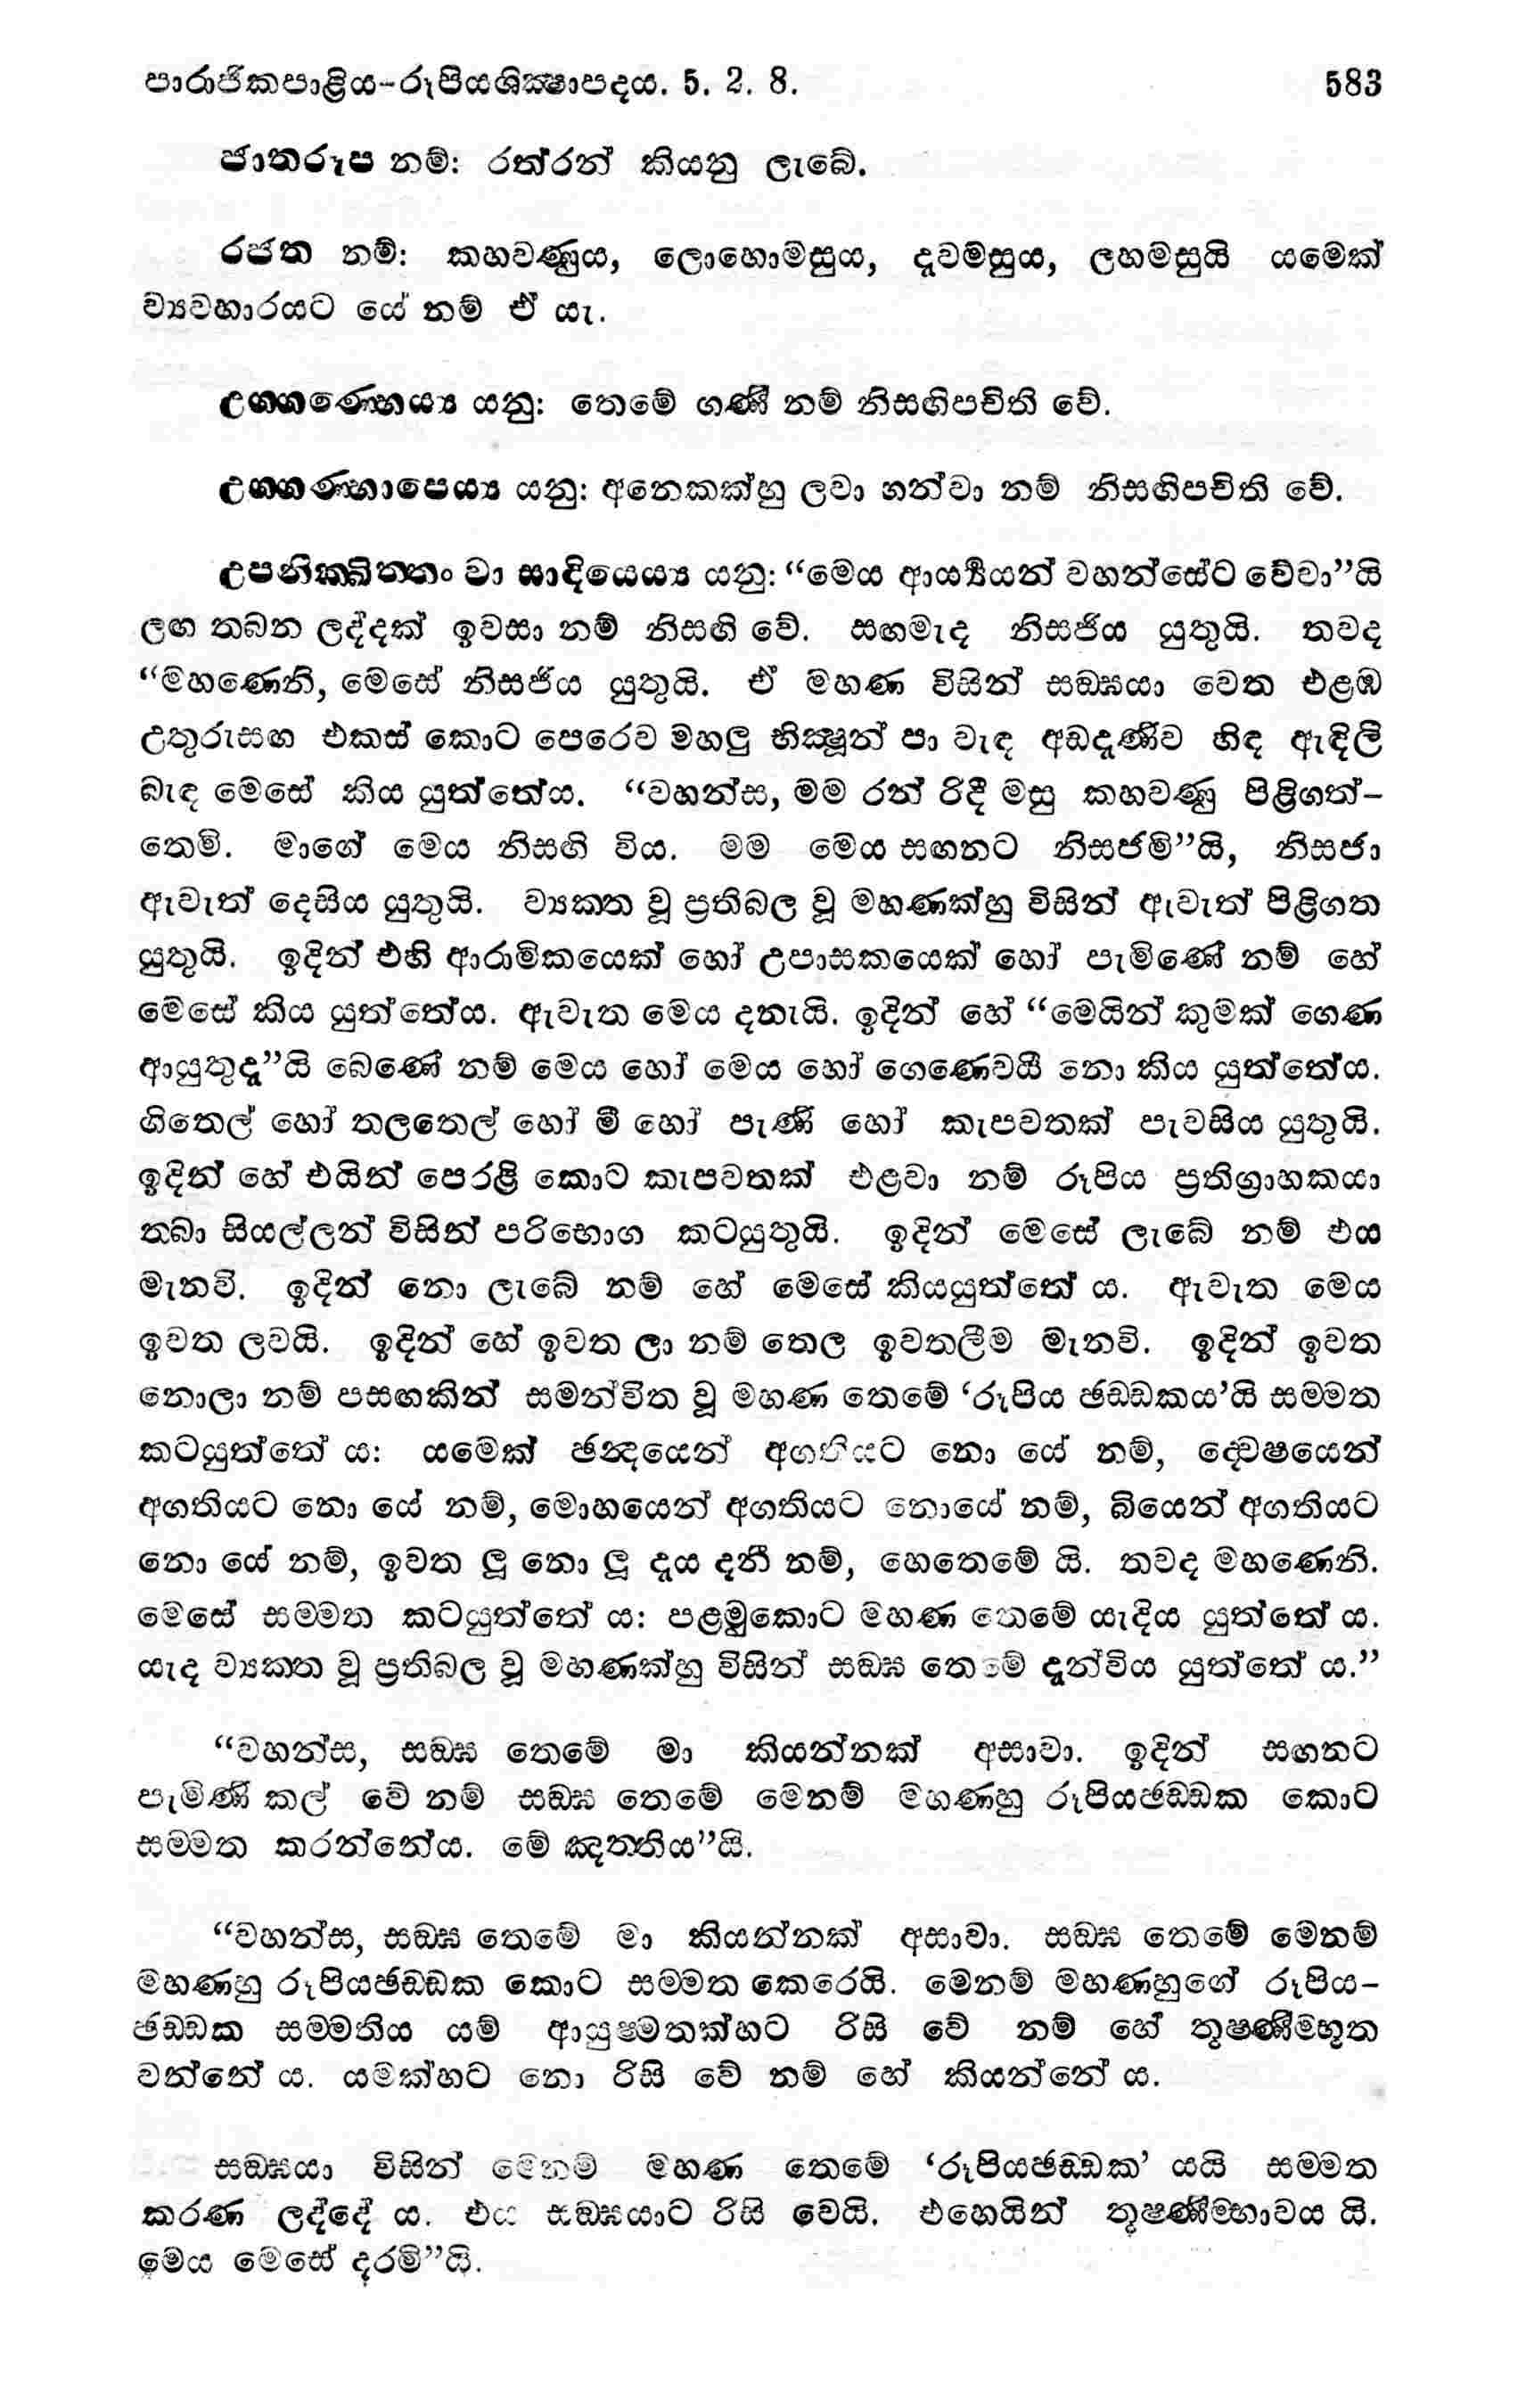 පාරාජිකපාළිය-රූපියශික්‍ෂාපදය. 5. 2. 8. 583
ජාතරූප නම්: රත්රන් කියනු ලැබේ.
රජත නම්: කහවණුය, ලොහොමසුය, දැවමසුය, ලහමසුයි යමෙක්
ව්‍යවහාරයට යේ නම් ඒ යැ.
උග‍්ගණ‍්හෙය්‍ය යනු: තෙමේ ගණී නම් නිසඟිපචිති වේ.
උග‍්ගණ‍්හාපෙය්‍ය යනු: අනෙකක්හු ලවා ගන්වා නම් නිසඟිපචිති වේ.
උපනික‍්ඛිත‍්තං වා සාදියෙය්‍ය යනු: “මෙය ආර්‍ය්‍යයන් වහන්සේට වේවා”යි
ලඟ තබන ලද්දක් ඉවසා නම් නිසඟි වේ. සඟමැද නිසජිය යුතුයි. තවද
“මහණෙනි, මෙසේ නිසජිය යුතුයි. ඒ මහණ විසින් සඞ්ඝයා වෙත එළඹ
උතුරුසඟ එකස් කොට පෙරෙව මහලු භික්‍ෂූන් පා වැඳ අඩදැණිව හිඳ ඇඳිලි
බැඳ මෙසේ කිය යුත්තේය. “වහන්ස, මම රන් රිදී මසු කහවණු පිළිගත්-
තෙමි. මාගේ මෙය නිසඟි විය. මම මෙය සඟනට නිසජමි”යි, නිසජා
ඇවැත් දෙසිය යුතුයි. ව්‍යක‍්ත වූ ප්‍රතිබල වූ මහණක්හු විසින් ඇවැත් පිළිගත
යුතුයි. ඉදින් එහි ආරාමිකයෙක් හෝ උපාසකයෙක් හෝ පැමිණේ නම් හේ
මෙසේ කිය යුත්තේය. ඇවැත මෙය දනැයි. ඉදින් හේ “මෙයින් කුමක් ගෙණ
ආයුතුදැ”යි බෙණේ නම් මෙය හෝ මෙය හෝ ගෙණෙවයි නො කිය යුත්තේය.
ගිතෙල් හෝ තලතෙල් හෝ මී හෝ පැණි හෝ කැපවතක් පැවසිය යුතුයි.
ඉදින් හේ එයින් පෙරළි කොට කැපවතක් එළවා නම් රූපිය ප්‍රතිග්‍රාහකයා
තබා සියල්ලන් විසින් පරිභොග කටයුතුයි. ඉදින් මෙසේ ලැබේ නම් එය
මැනවි. ඉදින් නො ලැබේ නම් හේ මෙසේ කියයුත්තේ ය. ඇවැත මෙය
ඉවත ලවයි. ඉදින් හේ ඉවත ලා නම් තෙල ඉවතලීම මැනවි. ඉදින් ඉවත
නොලා නම් පසඟකින් සමන්විත වූ මහණ තෙමේ ‘රූපිය ඡඩ්ඩකය’යි සම්මත
කටයුත්තේ ය: යමෙක් ඡන්‍දයෙන් අගතියට නො යේ නම්, ද්වෙෂයෙන්
අගතියට නො යේ නම්, මොහයෙන් අගතියට නොයේ නම්, බියෙන් අගතියට
නො යේ නම්, ඉවත ලූ නො ලූ දැය දනී නම්, හෙතෙමේ යි. තවද මහණෙනි.
මෙසේ සම්මත කටයුත්තේ ය: පළමුකොට මහණ තෙමේ යැදිය යුත්තේ ය.
යැද ව්‍යක‍්ත වූ ප්‍රතිබල වූ මහණක්හු විසින් සඞ්ඝ තෙමේ දැන්විය යුත්තේ ය.”
“වහන්ස, සඞ්ඝ තෙමේ මා කියන්නක් අසාවා. ඉදින් සඟනට
පැමිණි කල් වේ නම් සඞ්ඝ තෙමේ මෙනම් මහණහු රූපියඡඩ්ඩක කොට
සම්මත කරන්නේය. මේ ඤත‍්තිය”යි.
“වහන්ස, සඞ්ඝ තෙමේ මා කියන්නක් අසාවා. සඞ්ඝ තෙමේ මෙනම්
මහණහු රූපියඡඩ්ඩක කොට සම්මත කෙරෙයි. මෙනම් මහණහුගේ රූපිය-
ඡඩ්ඩක සම්මතිය යම් ආයුෂ්මතක්හට රිසි වේ නම් හේ තූෂ්ණීම්භූත
වන්නේ ය. යමක්හට නො රිසි වේ නම් හේ කියන්නේ ය.
සඞ්ඝයා විසින් මෙනම් මහණ තෙමේ ‘රූපියඡඩ්ඩක’ යයි සම්මත
කරණ ලද්දේ ය. එය සඞ්ඝයාට රිසි වෙයි. එහෙයින් තූෂ්ණීම්භාවය යි.
මෙය මෙසේ දරමි”යි.